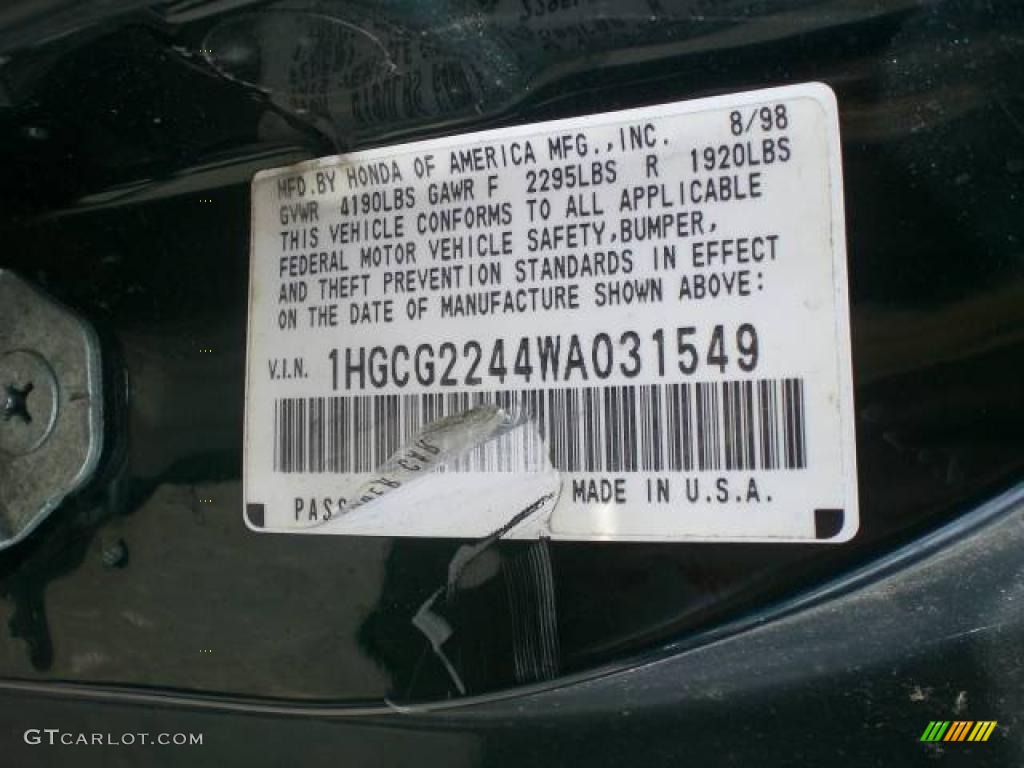 MFD.BY HONDA OF AMERICA MFG.,INC. 8/98
GVWR 4190LBS GAWR F 2295LBS R 1920LBS
THIS VEHICLE CONFORMS TO ALL APPLICABLE
FEDERAL MOTOR VEHICLE SAFETY,BUMPER,
AND THEFT PREVENTION STANDARDS IN EFFECT
ON THE DATE OF MANUFACTURE SHOWN ABOVE:
V.I.N. 1HGCG2244WA031549
MADE IN U.S.A.
GTCARLOT.COM